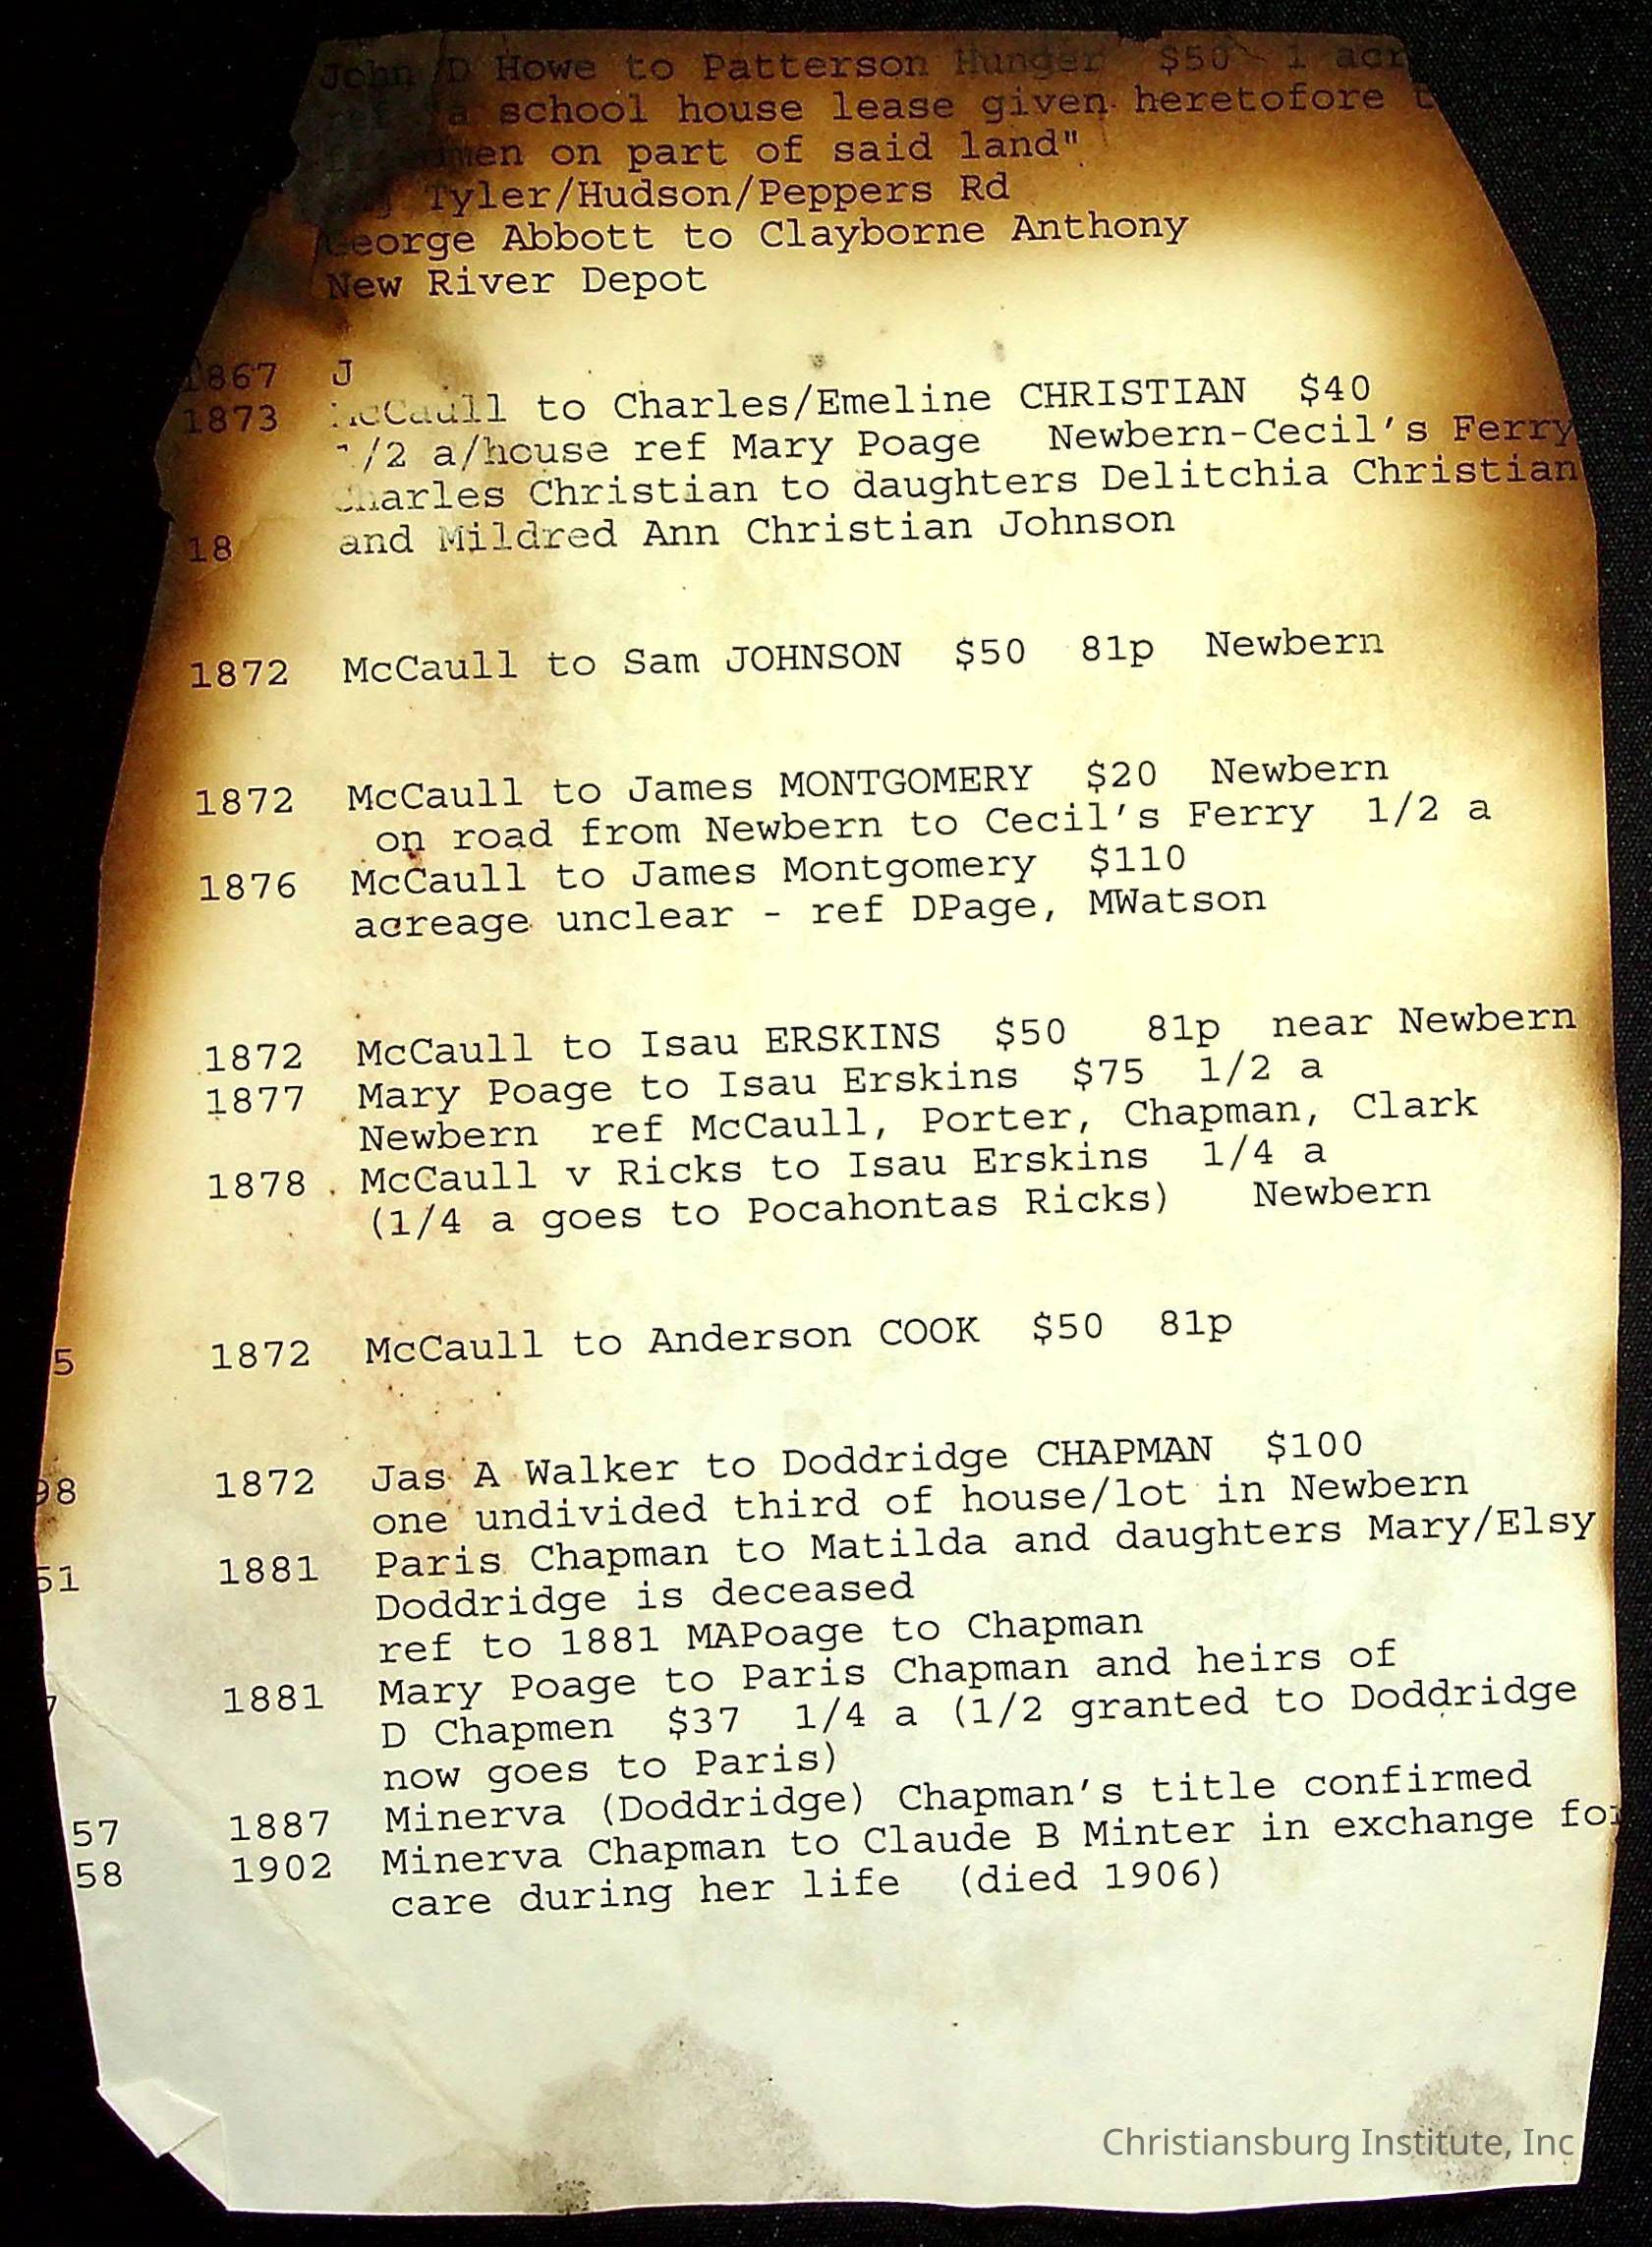 John D Howe to Patterson Hunger $50 1 acr
ref "a school house lease given heretofore t
men on part of said land"
Tyler/Hudson/Peppers Rd
George Abbott to Clayborne Anthony
New River Depot
1867 J
1873 McCaull to Charles/Emeline CHRISTIAN $40
1/2 a/house ref Mary Poage Newbern-Cecil's Ferry
Charles Christian to daughters Delitchia Christian
18 and Mildred Ann Christian Johnson
1872 McCaull to Sam JOHNSON $50 81p Newbern
1872 McCaull to James MONTGOMERY $20 Newbern
on road from Newbern to Cecil's Ferry 1/2 a
1876 McCaull to James Montgomery $110
acreage unclear - ref DPage, MWatson
1872 McCaull to Isau ERSKINS $50 81p near Newbern
1877 Mary Poage to Isau Erskins $75 1/2 a
Newbern ref McCaull, Porter, Chapman, Clark
1878 McCaull v Ricks to Isau Erskins 1/4 a
(1/4 a goes to Pocahontas Ricks) Newbern
5 1872 McCaull to Anderson COOK $50 81p
98 1872 Jas A Walker to Doddridge CHAPMAN $100
one undivided third of house/lot in Newbern
51 1881 Paris Chapman to Matilda and daughters Mary/Elsy
Doddridge is deceased
ref to 1881 MAPoage to Chapman
7 1881 Mary Poage to Paris Chapman and heirs of
D Chapmen $37 1/4 a (1/2 granted to Doddridge
now goes to Paris)
57 1887 Minerva (Doddridge) Chapman's title confirmed
58 1902 Minerva Chapman to Claude B Minter in exchange for
care during her life (died 1906)
Christiansburg Institute, Inc